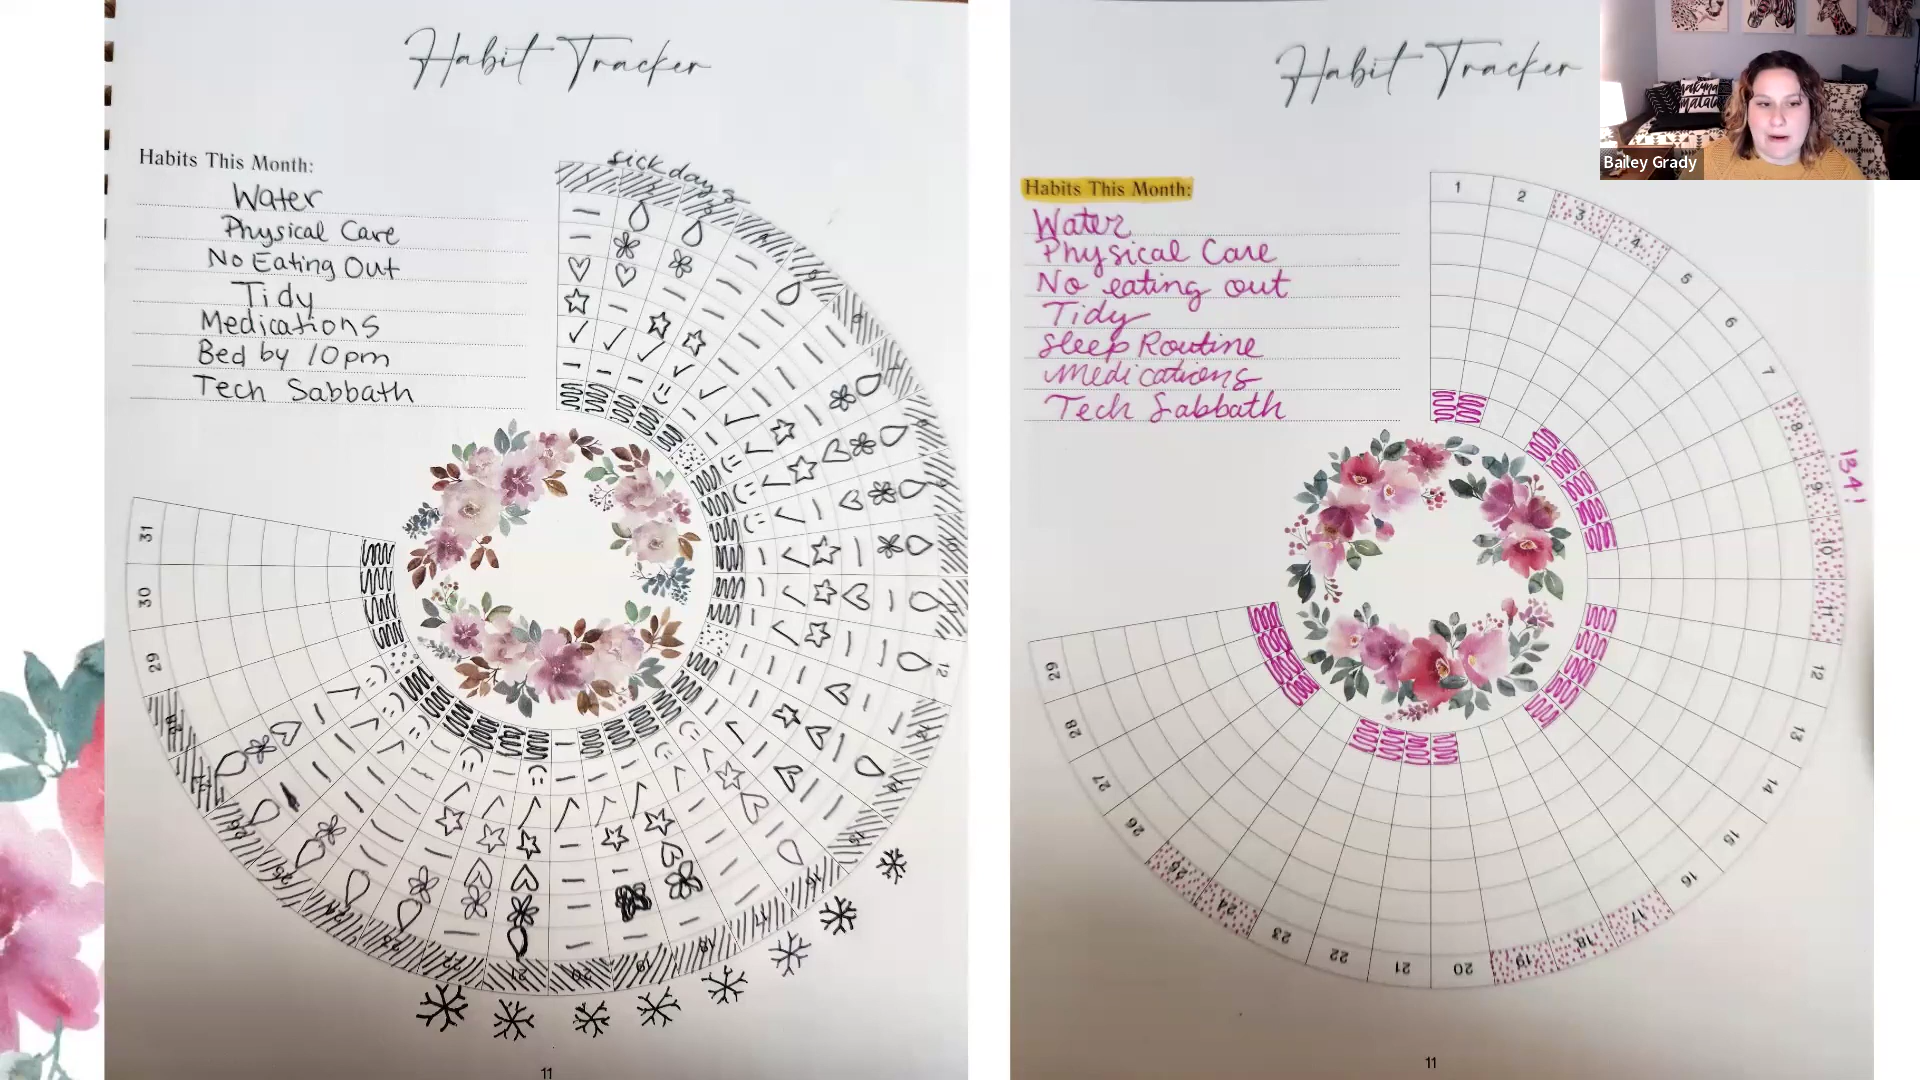 Habit Tracker
Habits This Month:
Water
Physical Care
No Eating Out
Tidy
Medications
Bed by 10pm
Tech Sabbath
sick days
12
29
30
31
11
Habit Tracker
Habits This Month:
Water
Physical Care
No eating out
Tidy
Sleep Routine
Medications
Tech Sabbath
1
2
3
4
5
6
7
8
9
10
11
12
13
14
15
16
17
18
19
20
21
22
23
24
25
26
27
28
29
11
Bailey Grady